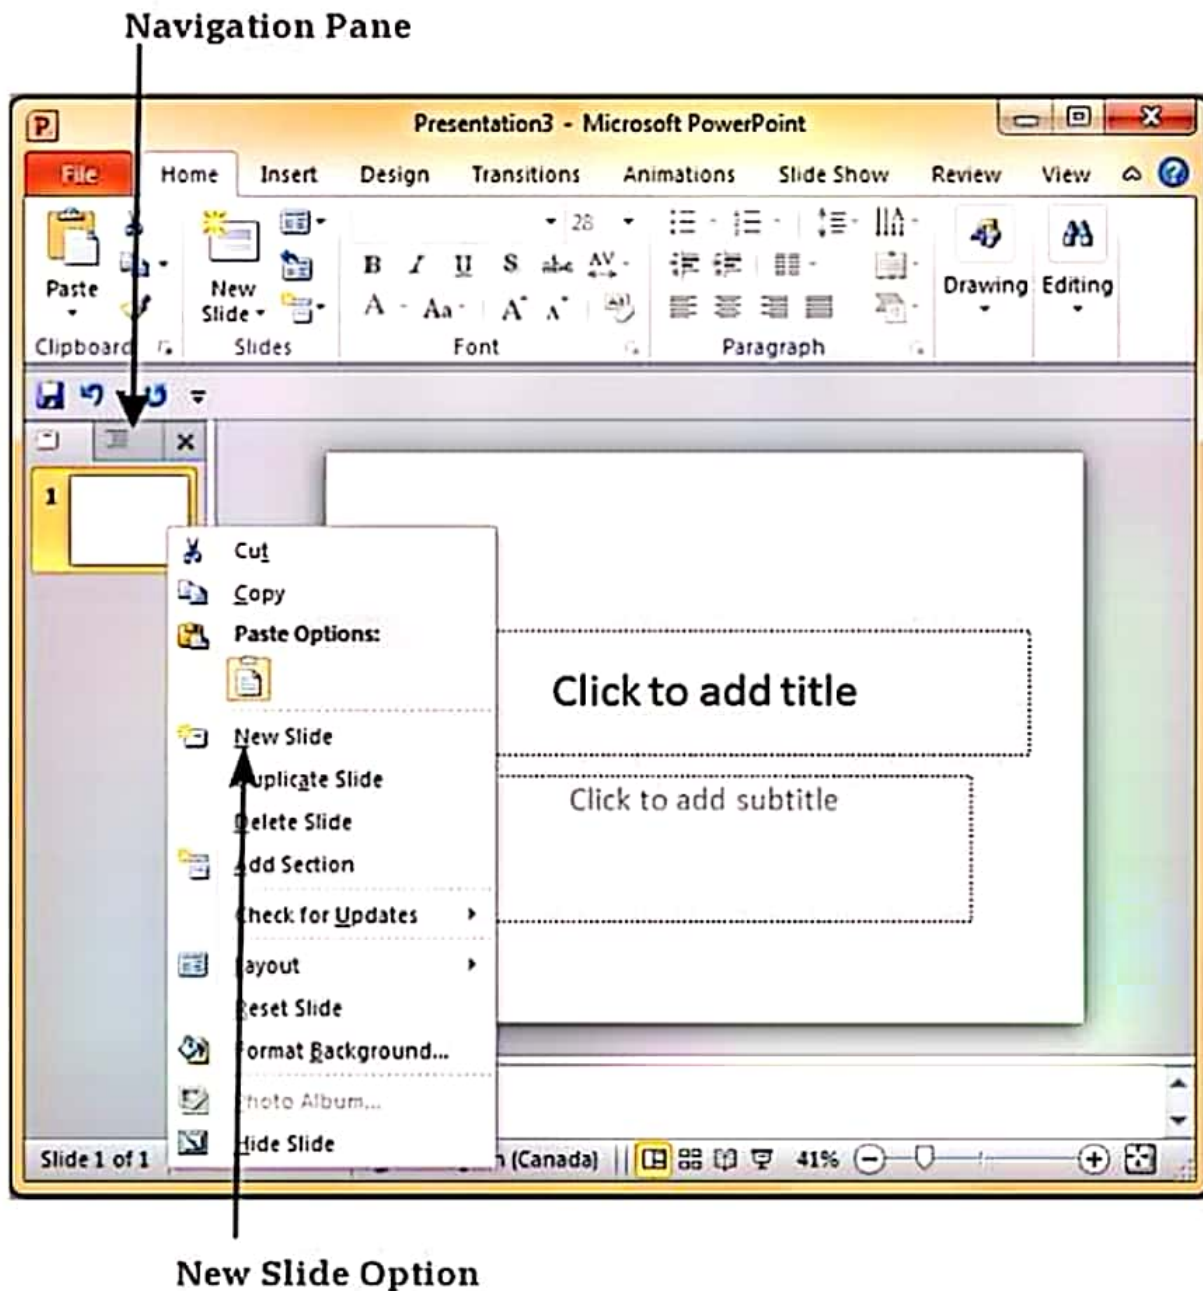 Navigation Pane
Presentation3 - Microsoft PowerPoint
File Home Insert Design Transitions Animations Slide Show Review View
28
B I U S abc AV
A Aa A A
Paste
New Slide
Drawing Editing
Clipboard Slides Font Paragraph
1
Cut
Copy
Paste Options:
Click to add title
New Slide
Duplicate Slide
Click to add subtitle
Delete Slide
Add Section
Check for Updates
Layout
Reset Slide
Format Background...
Photo Album...
Hide Slide
Slide 1 of 1 (Canada) 41%
New Slide Option